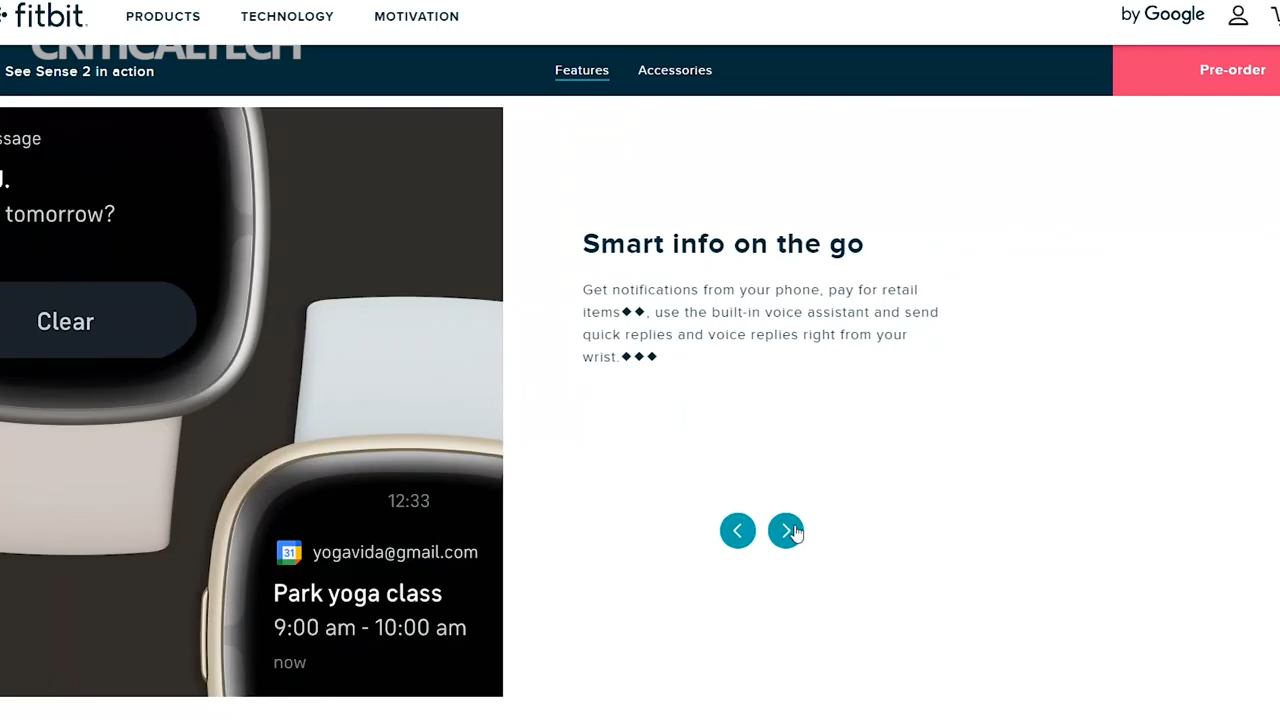 fitbit
PRODUCTS
TECHNOLOGY
MOTIVATION
by Google
CRITICALTECH
See Sense 2 in action
Features
Accessories
Pre-order
ssage
J.
tomorrow?
Clear
Smart info on the go
Get notifications from your phone, pay for retail
items◆◆, use the built-in voice assistant and send
quick replies and voice replies right from your
wrist.◆◆◆
12:33
31 yogavida@gmail.com
Park yoga class
9:00 am - 10:00 am
now